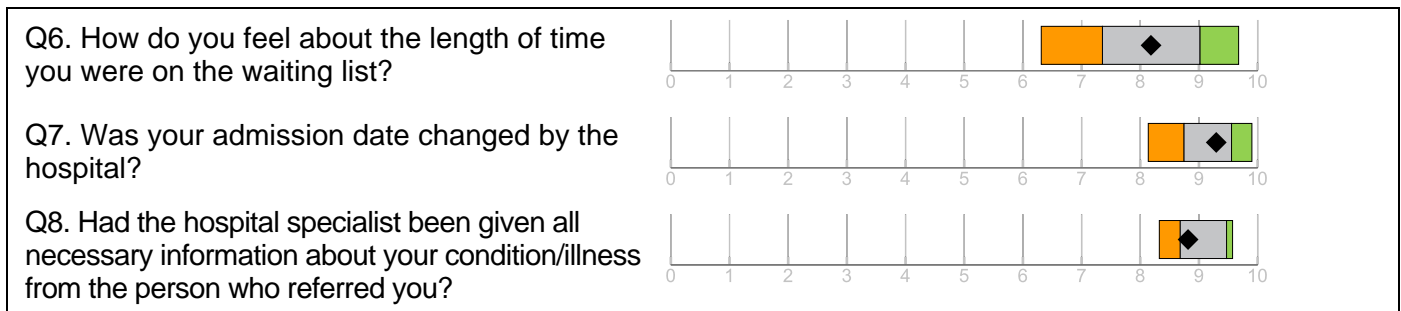 Q6. How do you feel about the length of time
you were on the waiting list?
0 1 2 3 4 5 6 7 8 9 10
Q7. Was your admission date changed by the
hospital?
0 1 2 3 4 5 6 7 8 9 10
Q8. Had the hospital specialist been given all
necessary information about your condition/illness
from the person who referred you?
0 1 2 3 4 5 6 7 8 9 10